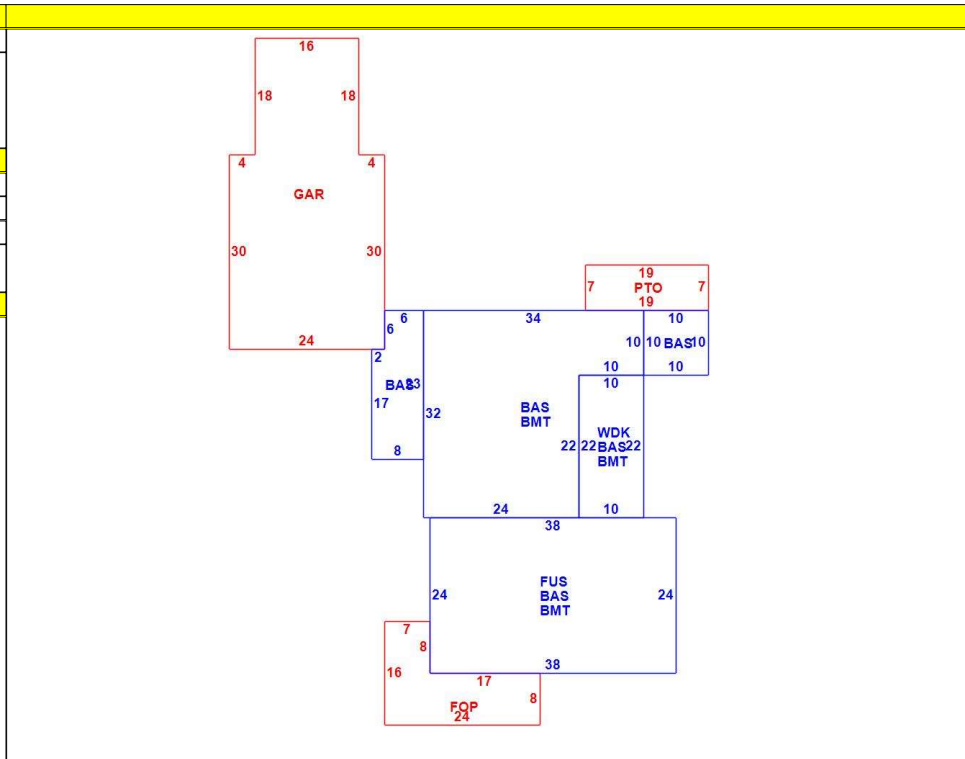 16
18 18
4 4
GAR
30 30
24
19
7 PTO 7
19
6 34 10
6
10 10 BAS 10
2 10 10
10
BAS 23
17
32
BAS
BMT
WDK
22 22 BAS 22
BMT
8
24 10
38
FUS
24 BAS 24
BMT
7
8
38
16 17
8
FOP
24